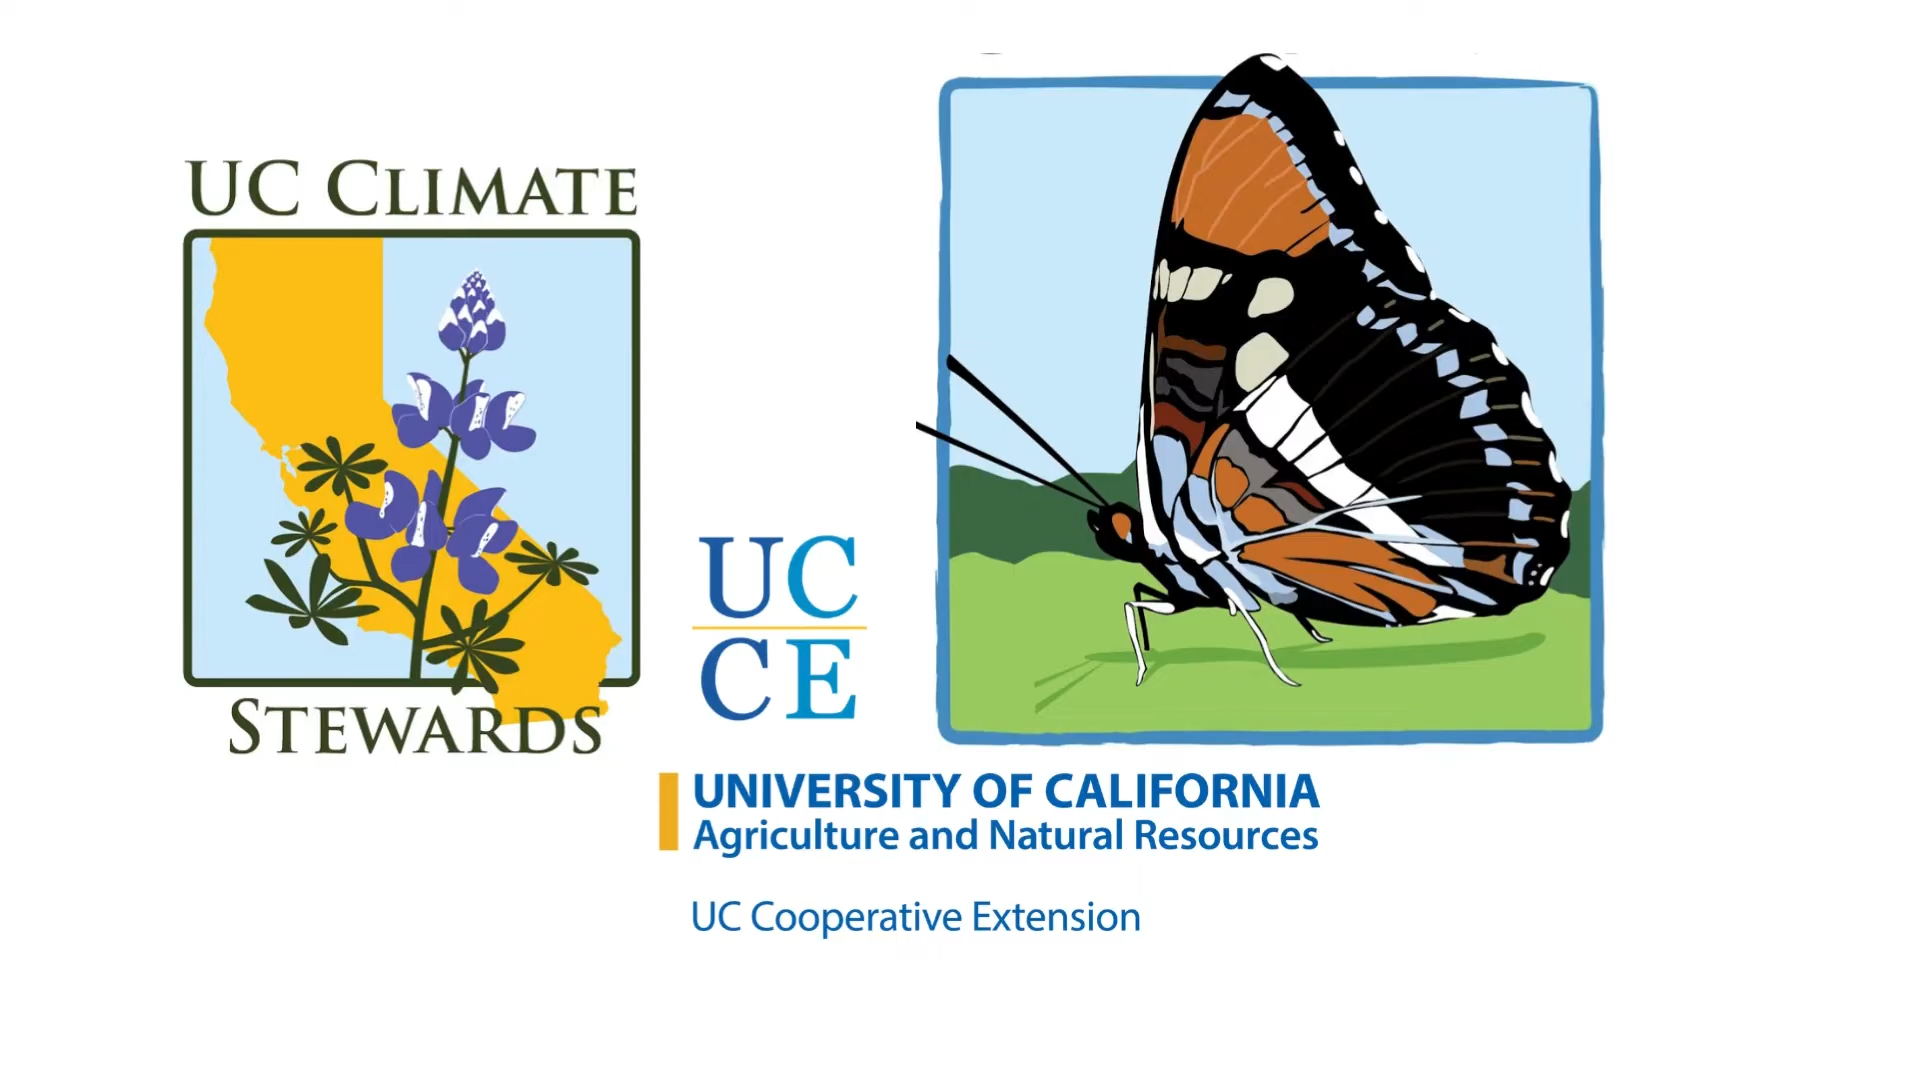 UC CLIMATE
STEWARDS
UC
CE
UNIVERSITY OF CALIFORNIA
Agriculture and Natural Resources
UC Cooperative Extension